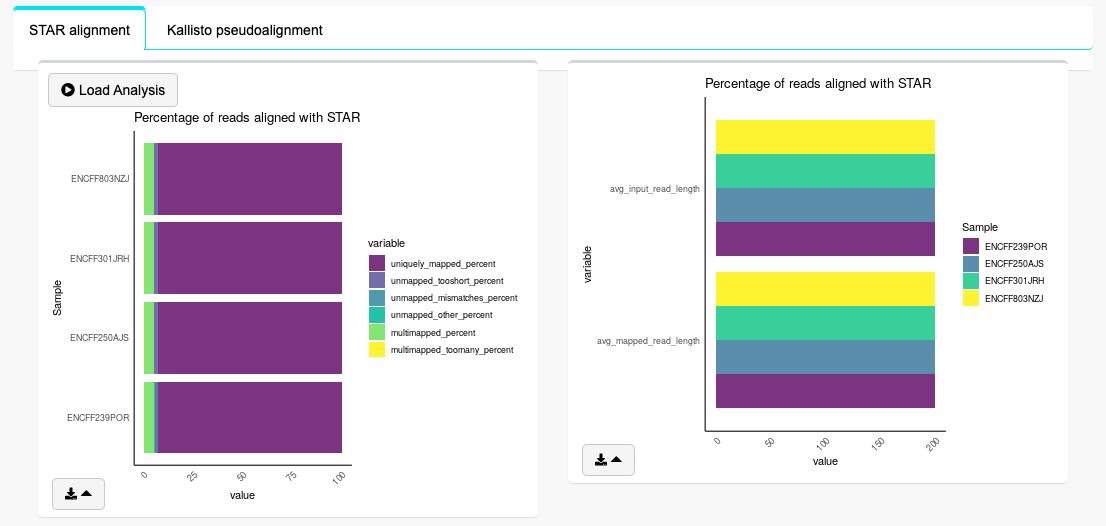 STAR alignment
Kallisto pseudoalignment
Load Analysis
Percentage of reads aligned with STAR
Sample
ENCFF803NZJ
ENCFF301JRH
ENCFF250AJS
ENCFF239POR
0
25
50
75
100
value
variable
uniquely_mapped_percent
unmapped_tooshort_percent
unmapped_mismatches_percent
unmapped_other_percent
multimapped_percent
multimapped_toomany_percent
Percentage of reads aligned with STAR
variable
avg_input_read_length
avg_mapped_read_length
0
50
100
150
200
value
Sample
ENCFF239POR
ENCFF250AJS
ENCFF301JRH
ENCFF803NZJ